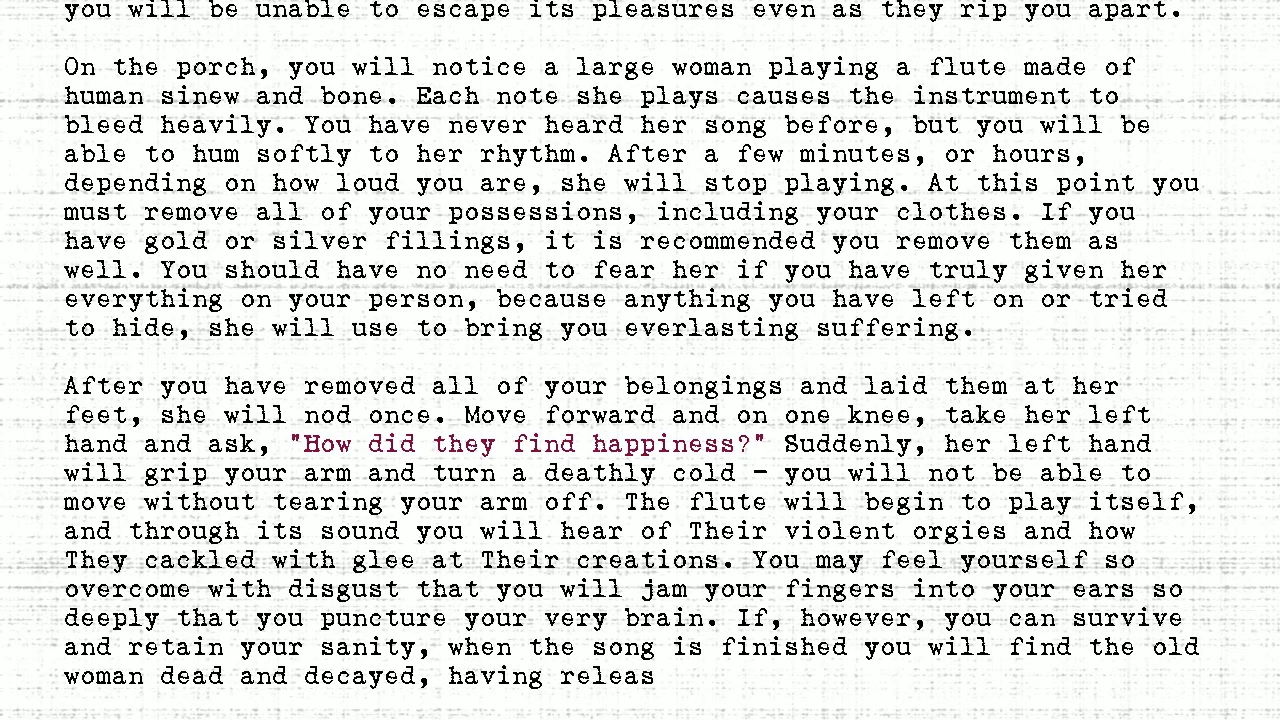 you will be unable to escape its pleasures even as they rip you apart.
On the porch, you will notice a large woman playing a flute made of
human sinew and bone. Each note she plays causes the instrument to
bleed heavily. You have never heard her song before, but you will be
able to hum softly to her rhythm. After a few minutes, or hours,
depending on how loud you are, she will stop playing. At this point you
must remove all of your possessions, including your clothes. If you
have gold or silver fillings, it is recommended you remove them as
well. You should have no need to fear her if you have truly given her
everything on your person, because anything you have left on or tried
to hide, she will use to bring you everlasting suffering.
After you have removed all of your belongings and laid them at her
feet, she will nod once. Move forward and on one knee, take her left
hand and ask, "How did they find happiness?" Suddenly, her left hand
will grip your arm and turn a deathly cold – you will not be able to
move without tearing your arm off. The flute will begin to play itself,
and through its sound you will hear of Their violent orgies and how
They cackled with glee at Their creations. You may feel yourself so
overcome with disgust that you will jam your fingers into your ears so
deeply that you puncture your very brain. If, however, you can survive
and retain your sanity, when the song is finished you will find the old
woman dead and decayed, having releas